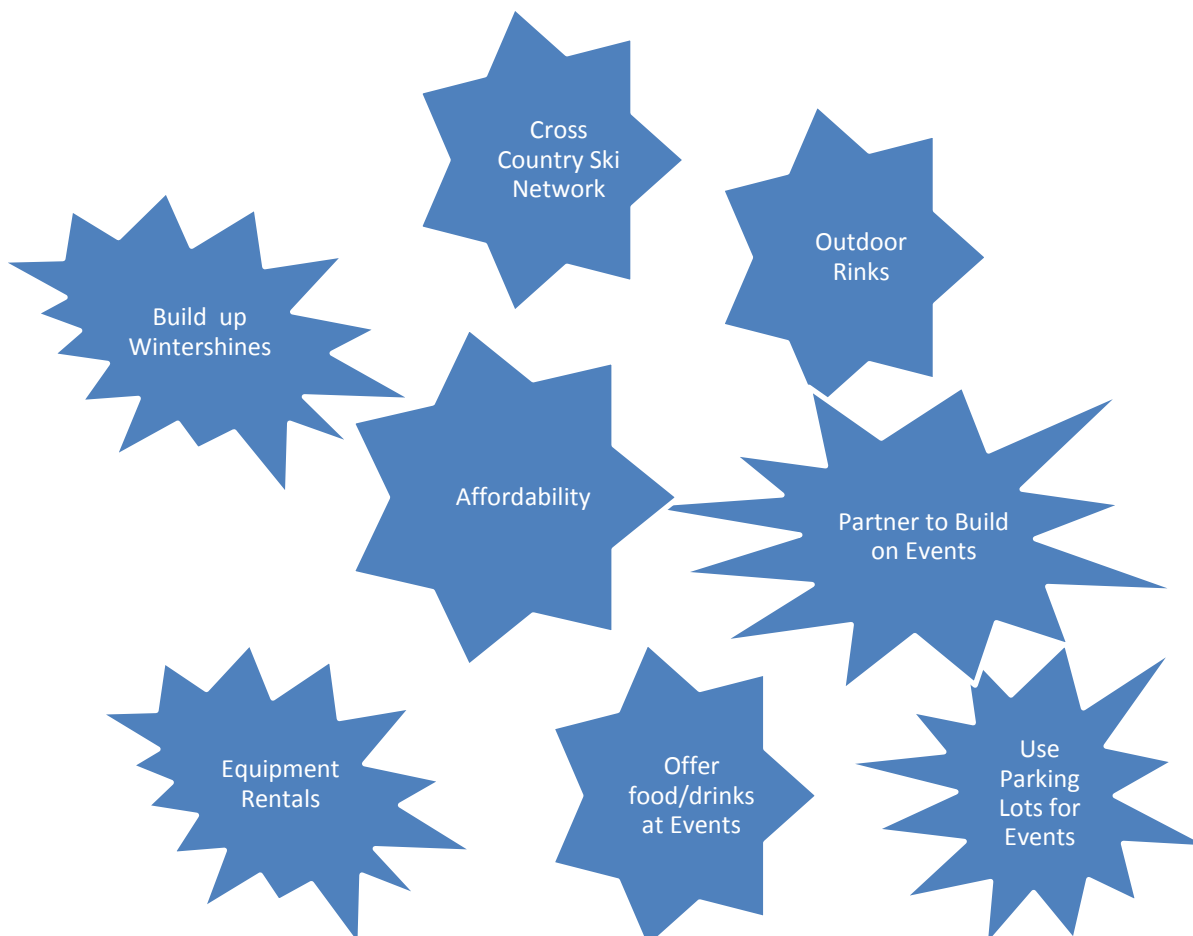 Cross
Country Ski
Network
Outdoor
Rinks
Build up
Wintershines
Affordability
Partner to Build
on Events
Equipment
Rentals
Offer
food/drinks
at Events
Use
Parking
Lots for
Events